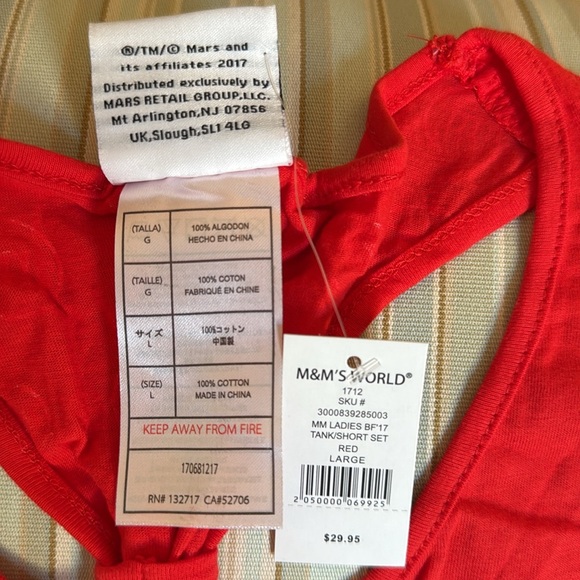 ®/TM/© Mars and
its affiliates 2017
Distributed exclusively by
MARS RETAIL GROUP,LLC.
Mt Arlington,NJ 07856
UK,Slough,SL1 4LG
(TALLA)
G
100% ALGODON
HECHO EN CHINA
(TAILLE)
G
100% COTON
FABRIQUÉ EN CHINE
サイズ
L
100%コットン
中国製
(SIZE)
L
100% COTTON
MADE IN CHINA
KEEP AWAY FROM FIRE
170681217
RN# 132717 CA#52706
M&M'S WORLD®
1712
SKU #
3000839285003
MM LADIES BF'17
TANK/SHORT SET
RED
LARGE
2 050000 069925
$29.95